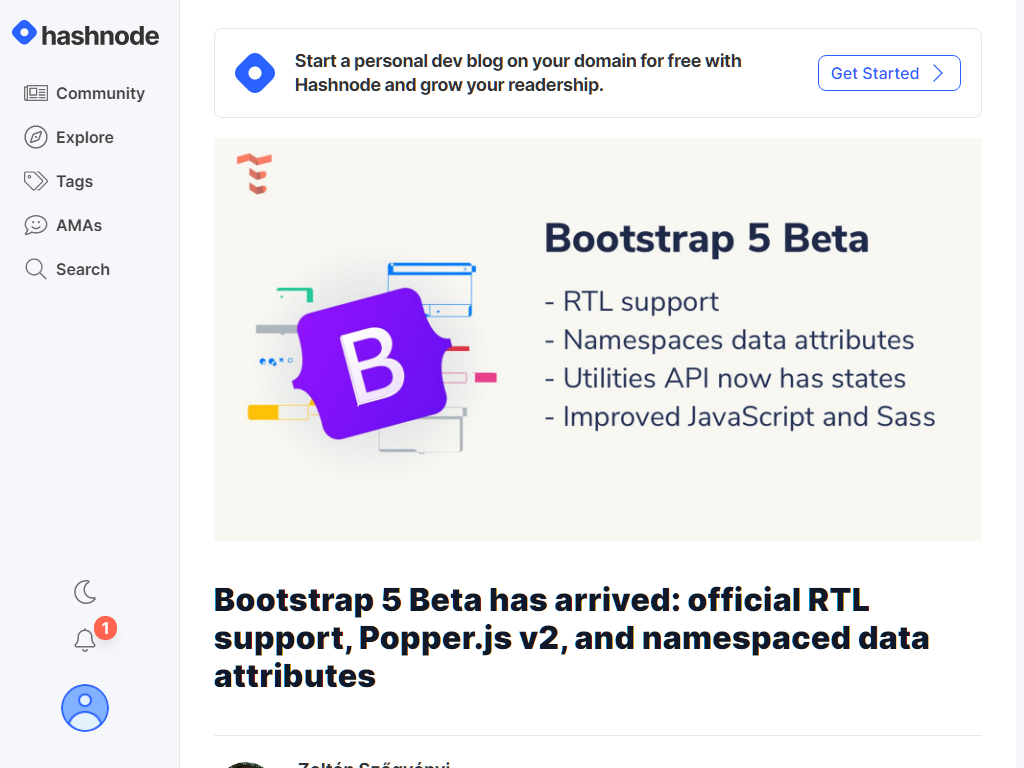 hashnode
Community
Explore
Tags
AMAs
Search
1
Start a personal dev blog on your domain for free with
Hashnode and grow your readership.
Get Started
B
Bootstrap 5 Beta
- RTL support
- Namespaces data attributes
- Utilities API now has states
- Improved JavaScript and Sass
Bootstrap 5 Beta has arrived: official RTL
support, Popper.js v2, and namespaced data
attributes
Zoltán Szőgyényi